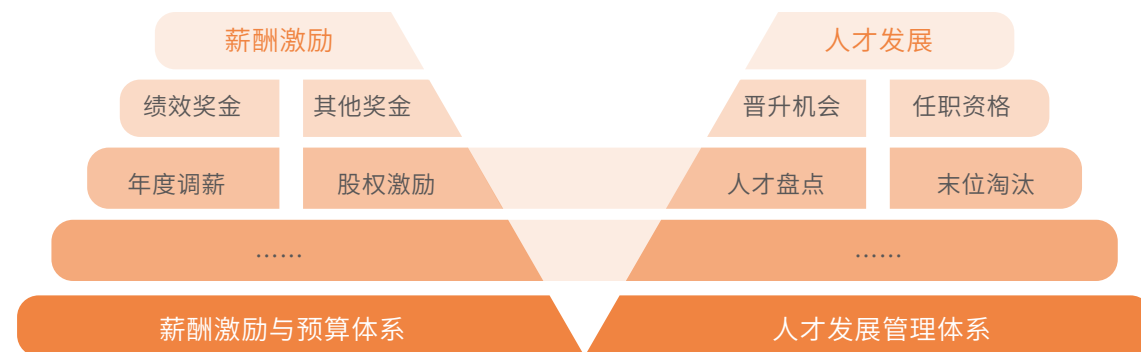 薪酬激励
人才发展
绩效奖金
其他奖金
晋升机会
任职资格
年度调薪
股权激励
人才盘点
末位淘汰
……
……
薪酬激励与预算体系
人才发展管理体系